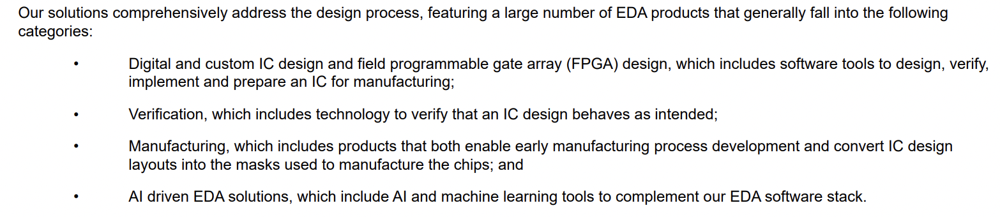 Our solutions comprehensively address the design process, featuring a large number of EDA products that generally fall into the following
categories:
• Digital and custom IC design and field programmable gate array (FPGA) design, which includes software tools to design, verify,
implement and prepare an IC for manufacturing;
• Verification, which includes technology to verify that an IC design behaves as intended;
• Manufacturing, which includes products that both enable early manufacturing process development and convert IC design
layouts into the masks used to manufacture the chips; and
• AI driven EDA solutions, which include AI and machine learning tools to complement our EDA software stack.